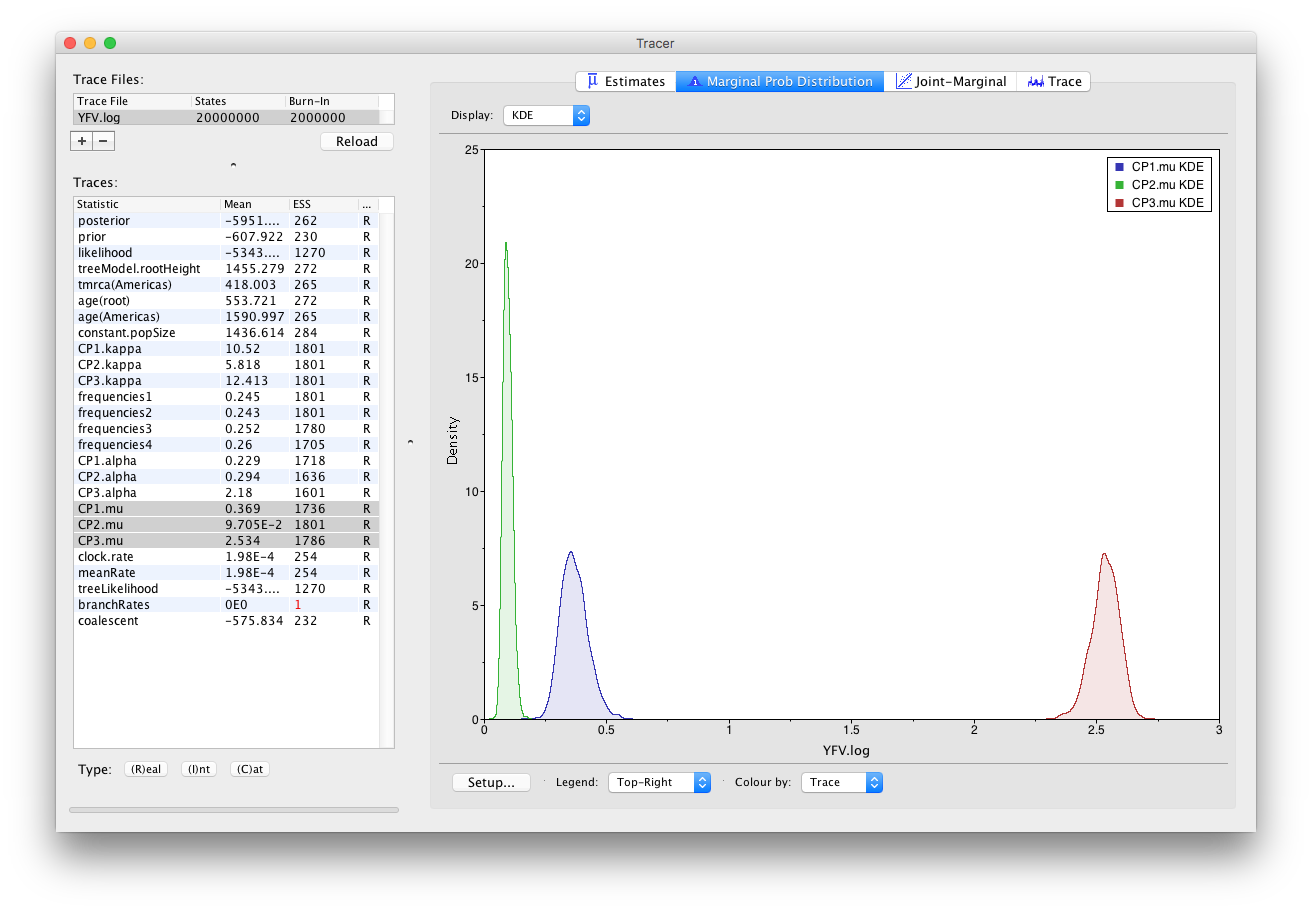 Tracer
Trace Files:
Trace File States Burn-In
YFV.log 20000000 2000000
+ − Reload
Traces:
Statistic Mean ESS ...
posterior −5951.... 262 R
prior −607.922 230 R
likelihood −5343.... 1270 R
treeModel.rootHeight 1455.279 272 R
tmrca(Americas) 418.003 265 R
age(root) 553.721 272 R
age(Americas) 1590.997 265 R
constant.popSize 1436.614 284 R
CP1.kappa 10.52 1801 R
CP2.kappa 5.818 1801 R
CP3.kappa 12.413 1801 R
frequencies1 0.245 1801 R
frequencies2 0.243 1801 R
frequencies3 0.252 1780 R
frequencies4 0.26 1705 R
CP1.alpha 0.229 1718 R
CP2.alpha 0.294 1636 R
CP3.alpha 2.18 1601 R
CP1.mu 0.369 1736 R
CP2.mu 9.705E−2 1801 R
CP3.mu 2.534 1786 R
clock.rate 1.98E−4 254 R
meanRate 1.98E−4 254 R
treeLikelihood −5343.... 1270 R
branchRates 0E0 1 R
coalescent −575.834 232 R
Type: (R)eal (I)nt (C)at
μ Estimates 1 Marginal Prob Distribution Joint-Marginal Trace
Display: KDE
25
20
15
10
5
0
Density
CP1.mu KDE
CP2.mu KDE
CP3.mu KDE
0 0.5 1 1.5 2 2.5 3
YFV.log
Setup... Legend: Top-Right Colour by: Trace